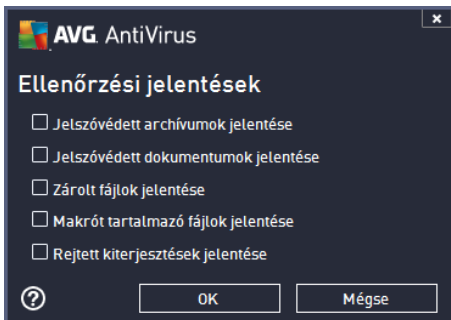 AVG. AntiVirus
Ellenőrzési jelentések
Jelszóvédett archívumok jelentése
Jelszóvédett dokumentumok jelentése
Zárolt fájlok jelentése
Makrót tartalmazó fájlok jelentése
Rejtett kiterjesztések jelentése
? OK Mégse